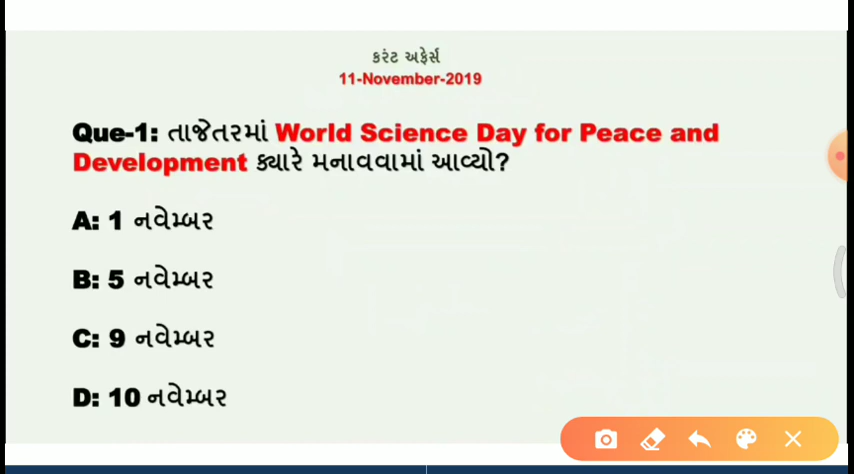 કરંટ અફેર્સ
11-November-2019
Que-1: તાજેતરમાં World Science Day for Peace and
Development ક્યારે મનાવવામાં આવ્યો?
A: 1 નવેમ્બર
B: 5 નવેમ્બર
C: 9 નવેમ્બર
D: 10 નવેમ્બર